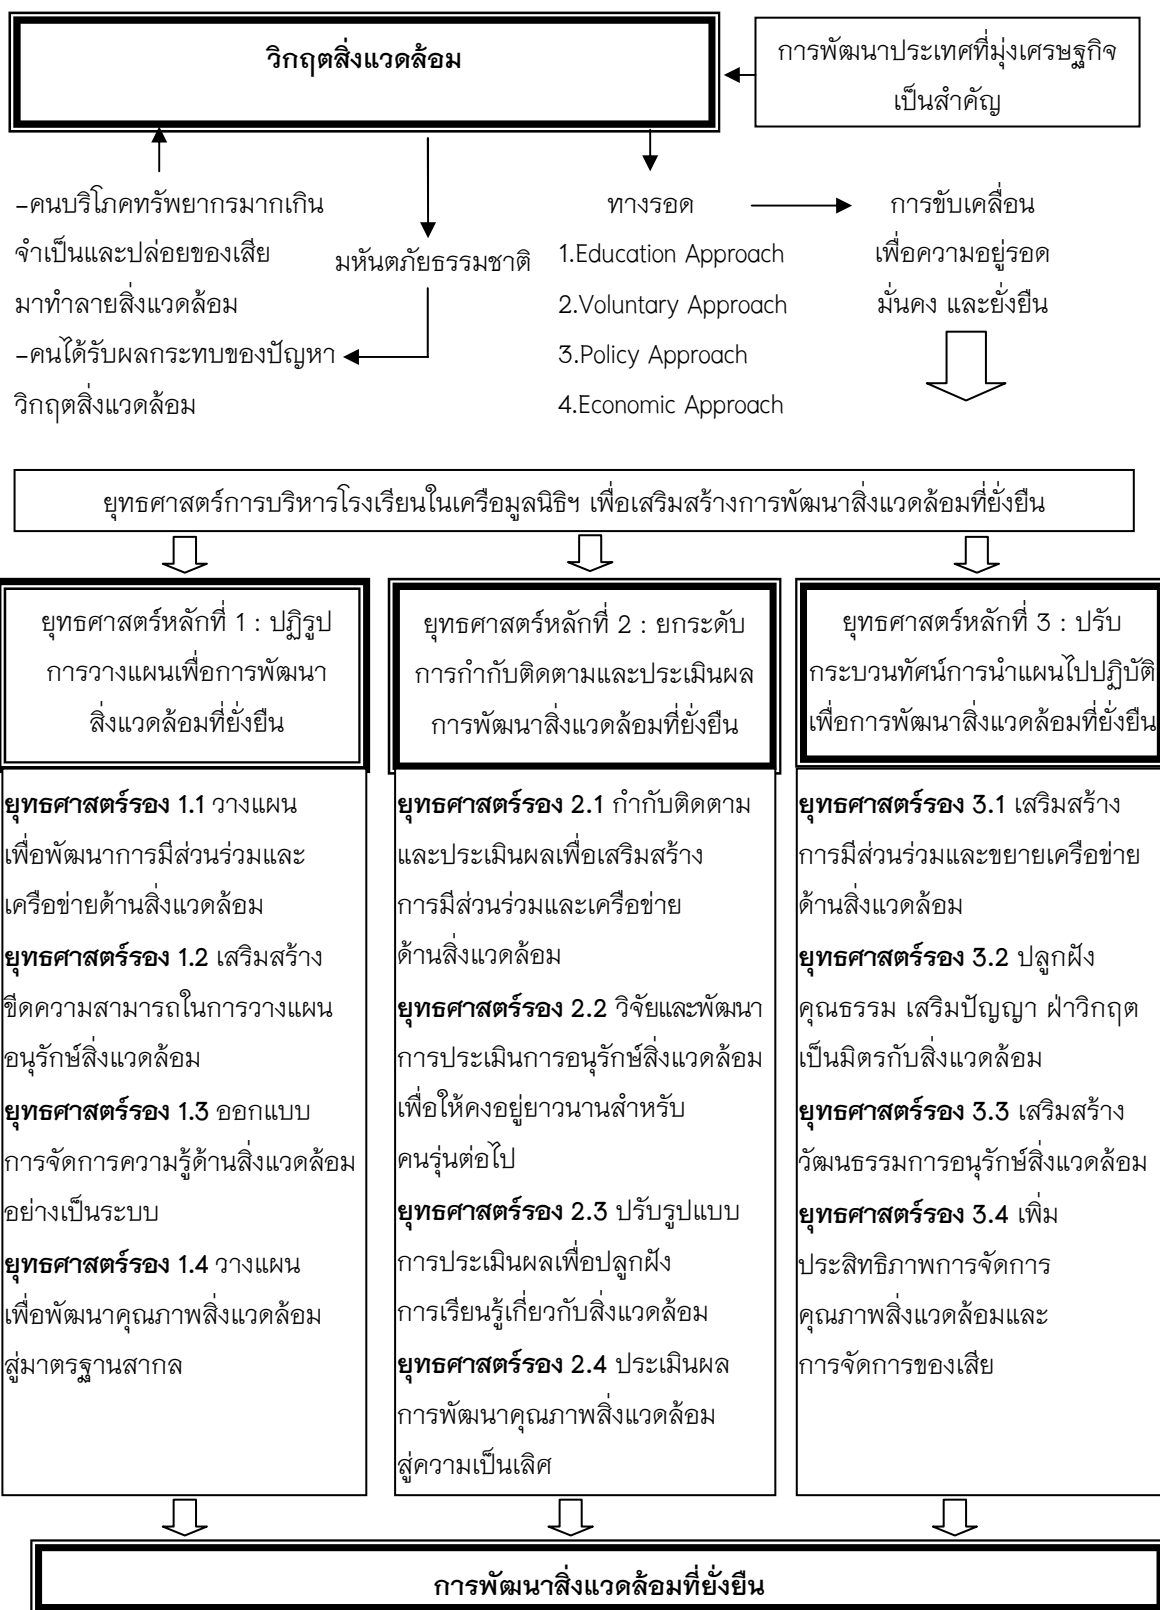 วิกฤตสิ่งแวดล้อม
การพัฒนาประเทศที่มุ่งเศรษฐกิจ
เป็นสำคัญ
-คนบริโภคทรัพยากรมากเกิน
จำเป็นและปล่อยของเสีย
มาทำลายสิ่งแวดล้อม
-คนได้รับผลกระทบของปัญหา
วิกฤตสิ่งแวดล้อม
มหันตภัยธรรมชาติ
ทางรอด
1.Education Approach
2.Voluntary Approach
3.Policy Approach
4.Economic Approach
การขับเคลื่อน
เพื่อความอยู่รอด
มั่นคง และยั่งยืน
ยุทธศาสตร์การบริหารโรงเรียนในเครือมูลนิธิฯ เพื่อเสริมสร้างการพัฒนาสิ่งแวดล้อมที่ยั่งยืน
ยุทธศาสตร์หลักที่ 1 : ปฏิรูป
การวางแผนเพื่อการพัฒนา
สิ่งแวดล้อมที่ยั่งยืน
ยุทธศาสตร์รอง 1.1 วางแผน
เพื่อพัฒนาการมีส่วนร่วมและ
เครือข่ายด้านสิ่งแวดล้อม
ยุทธศาสตร์รอง 1.2 เสริมสร้าง
ขีดความสามารถในการวางแผน
อนุรักษ์สิ่งแวดล้อม
ยุทธศาสตร์รอง 1.3 ออกแบบ
การจัดการความรู้ด้านสิ่งแวดล้อม
อย่างเป็นระบบ
ยุทธศาสตร์รอง 1.4 วางแผน
เพื่อพัฒนาคุณภาพสิ่งแวดล้อม
สู่มาตรฐานสากล
ยุทธศาสตร์หลักที่ 2 : ยกระดับ
การกำกับติดตามและประเมินผล
การพัฒนาสิ่งแวดล้อมที่ยั่งยืน
ยุทธศาสตร์รอง 2.1 กำกับติดตาม
และประเมินผลเพื่อเสริมสร้าง
การมีส่วนร่วมและเครือข่าย
ด้านสิ่งแวดล้อม
ยุทธศาสตร์รอง 2.2 วิจัยและพัฒนา
การประเมินการอนุรักษ์สิ่งแวดล้อม
เพื่อให้คงอยู่ยาวนานสำหรับ
คนรุ่นต่อไป
ยุทธศาสตร์รอง 2.3 ปรับรูปแบบ
การประเมินผลเพื่อปลูกฝัง
การเรียนรู้เกี่ยวกับสิ่งแวดล้อม
ยุทธศาสตร์รอง 2.4 ประเมินผล
การพัฒนาคุณภาพสิ่งแวดล้อม
สู่ความเป็นเลิศ
ยุทธศาสตร์หลักที่ 3 : ปรับ
กระบวนทัศน์การนำแผนไปปฏิบัติ
เพื่อการพัฒนาสิ่งแวดล้อมที่ยั่งยืน
ยุทธศาสตร์รอง 3.1 เสริมสร้าง
การมีส่วนร่วมและขยายเครือข่าย
ด้านสิ่งแวดล้อม
ยุทธศาสตร์รอง 3.2 ปลูกฝัง
คุณธรรม เสริมปัญญา ฝ่าวิกฤต
เป็นมิตรกับสิ่งแวดล้อม
ยุทธศาสตร์รอง 3.3 เสริมสร้าง
วัฒนธรรมการอนุรักษ์สิ่งแวดล้อม
ยุทธศาสตร์รอง 3.4 เพิ่ม
ประสิทธิภาพการจัดการ
คุณภาพสิ่งแวดล้อมและ
การจัดการของเสีย
การพัฒนาสิ่งแวดล้อมที่ยั่งยืน